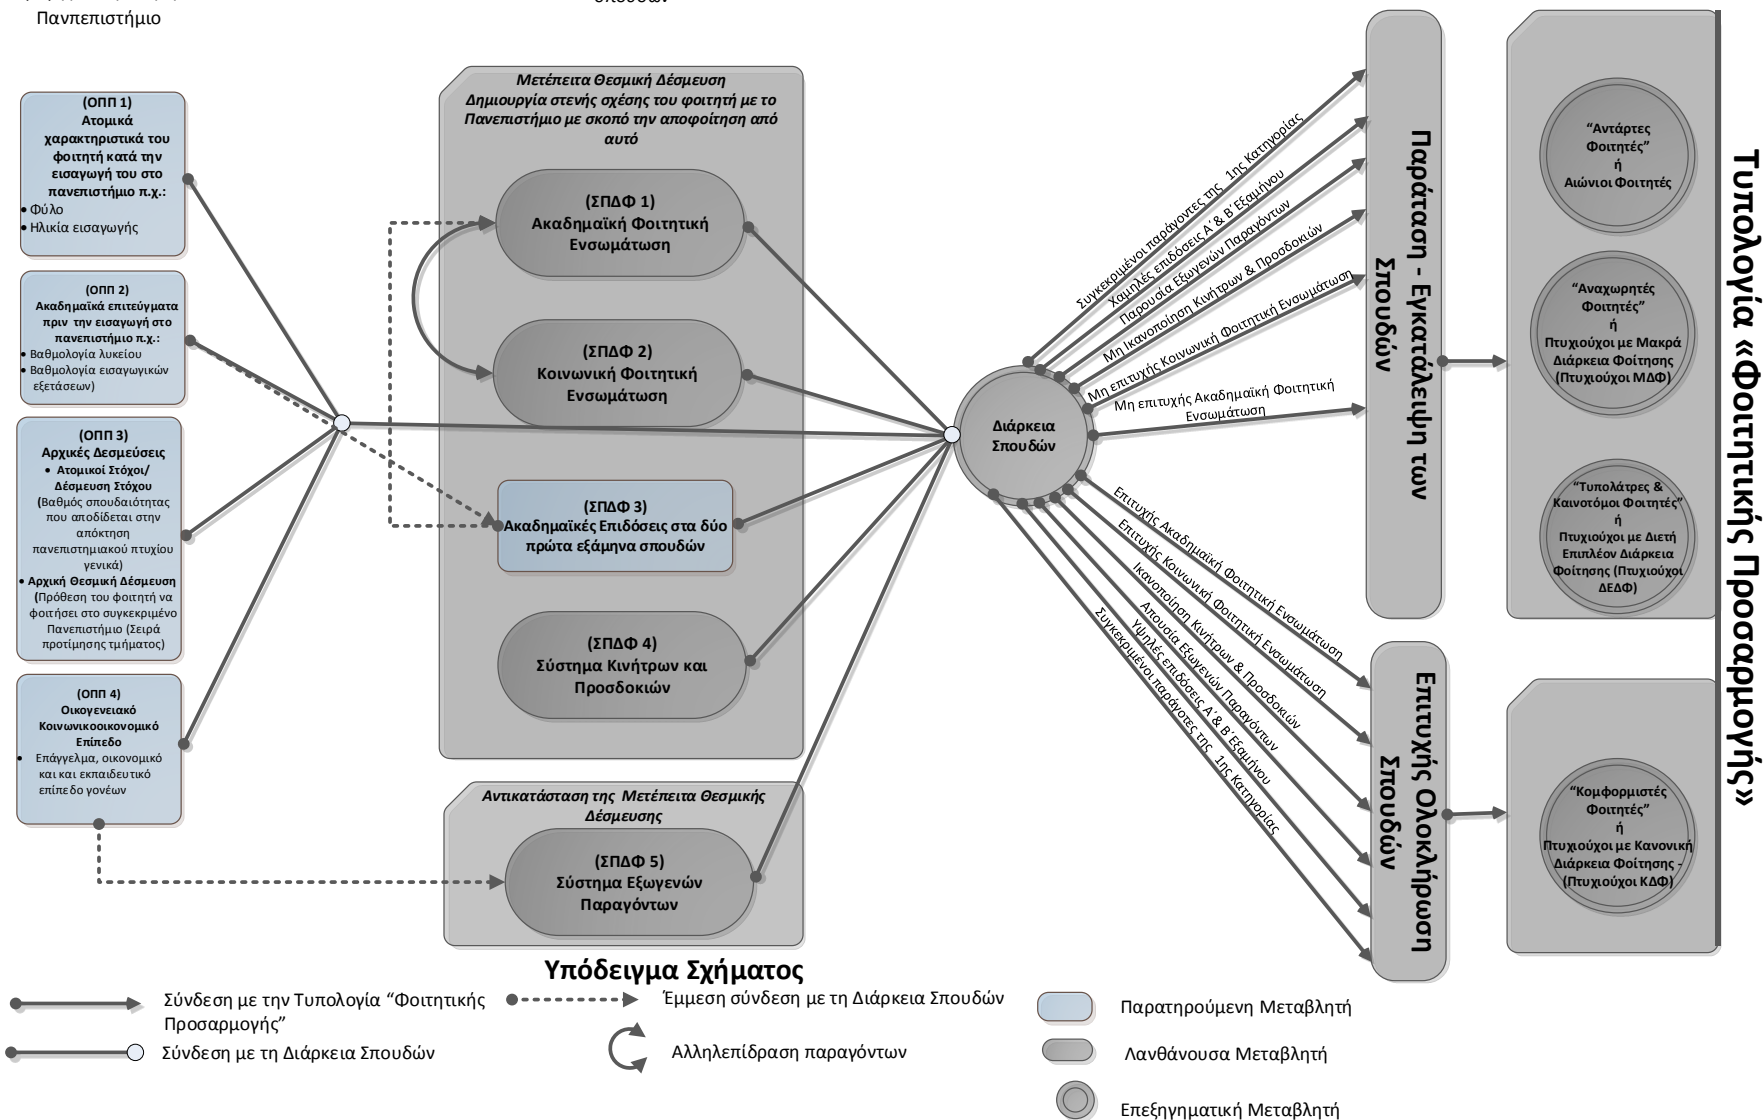 Πανπεπιστήμιο
(ΟΠΠ 1)
Ατομικά
χαρακτηριστικά του
φοιτητή κατά την
εισαγωγή του στο
πανεπιστήμιο π.χ.:
• Φύλο
• Ηλικία εισαγωγής
(ΟΠΠ 2)
Ακαδημαϊκά επιτεύγματα
πριν την εισαγωγή στο
πανεπιστήμιο π.χ.:
• Βαθμολογία λυκείου
• Βαθμολογία εισαγωγικών
εξετάσεων)
(ΟΠΠ 3)
Αρχικές Δεσμεύσεις
• Ατομικοί Στόχοι/
Δέσμευση Στόχου
(Βαθμός σπουδαιότητας
που αποδίδεται στην
απόκτηση
πανεπιστημιακού πτυχίου
γενικά)
• Αρχική Θεσμική Δέσμευση
(Πρόθεση του φοιτητή να
φοιτήσει στο συγκεκριμένο
Πανεπιστήμιο (Σειρά
προτίμησης τμήματος)
(ΟΠΠ 4)
Οικογενειακό
Κοινωνικοοικονομικό
Επίπεδο
• Επάγγελμα, οικονομικό
και και εκπαιδευτικό
επίπεδο γονέων
Μετέπειτα Θεσμική Δέσμευση
Δημιουργία στενής σχέσης του φοιτητή με το
Πανεπιστήμιο με σκοπό την αποφοίτηση από
αυτό
(ΣΠΔΦ 1)
Ακαδημαϊκή Φοιτητική
Ενσωμάτωση
(ΣΠΔΦ 2)
Κοινωνική Φοιτητική
Ενσωμάτωση
(ΣΠΔΦ 3)
Ακαδημαϊκές Επιδόσεις στα δύο
πρώτα εξάμηνα σπουδών
(ΣΠΔΦ 4)
Σύστημα Κινήτρων και
Προσδοκιών
Αντικατάσταση της Μετέπειτα Θεσμικής
Δέσμευσης
(ΣΠΔΦ 5)
Σύστημα Εξωγενών
Παραγόντων
Διάρκεια
Σπουδών
Συγκεκριμένοι παράγοντες της 1ης Κατηγορίας
Χαμηλές επιδόσεις Α΄& Β΄Εξαμήνου
Παρουσία Εξωγενών Παραγόντων
Μη Ικανοποίηση Κινήτρων & Προσδοκιών
Μη επιτυχής Κοινωνική Φοιτητική Ενσωμάτωση
Μη επιτυχής Ακαδημαϊκή Φοιτητική
Ενσωμάτωση
Επιτυχής Ακαδημαϊκή Φοιτητική Ενσωμάτωση
Επιτυχής Κοινωνική Φοιτητική Ενσωμάτωση
Ικανοποίηση Κινήτρων & Προσδοκιών
Απουσία Εξωγενών Παραγόντων
Υψηλές επιδόσεις Α΄& Β΄Εξαμήνου
Συγκεκριμένοι παράγοτες της 1ης Κατηγορίας
Παράταση - Εγκατάλειψη των
Σπουδών
Επιτυχής Ολοκλήρωση
Σπουδών
“Αντάρτες
Φοιτητές”
ή
Αιώνιοι Φοιτητές
“Αναχωρητές
Φοιτητές”
ή
Πτυχιούχοι με Μακρά
Διάρκεια Φοίτησης
(Πτυχιούχοι ΜΔΦ)
“Τυπολάτρες &
Καινοτόμοι Φοιτητές”
ή
Πτυχιούχοι με Διετή
Επιπλέον Διάρκεια
Φοίτησης (Πτυχιούχοι
ΔΕΔΦ)
“Κομφορμιστές
Φοιτητές”
ή
Πτυχιούχοι με Κανονική
Διάρκεια Φοίτησης -
(Πτυχιούχοι ΚΔΦ)
Τυπολογία «Φοιτητικής Προσαρμογής»
Υπόδειγμα Σχήματος
Σύνδεση με την Τυπολογία “Φοιτητικής
Προσαρμογής”
Σύνδεση με τη Διάρκεια Σπουδών
Έμμεση σύνδεση με τη Διάρκεια Σπουδών
Αλληλεπίδραση παραγόντων
Παρατηρούμενη Μεταβλητή
Λανθάνουσα Μεταβλητή
Επεξηγηματική Μεταβλητή